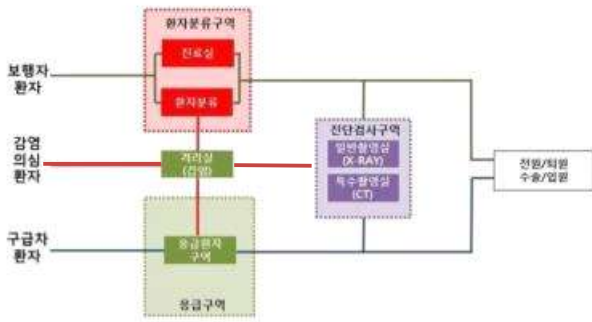 환자분류구역
진료실
환자분류
보행자
환자
감염
의심
환자
격리실
(감염)
진단검사구역
일반촬영실
(X-RAY)
특수촬영실
(CT)
전원/퇴원
수술/입원
구급차
환자
응급환자
구역
응급구역